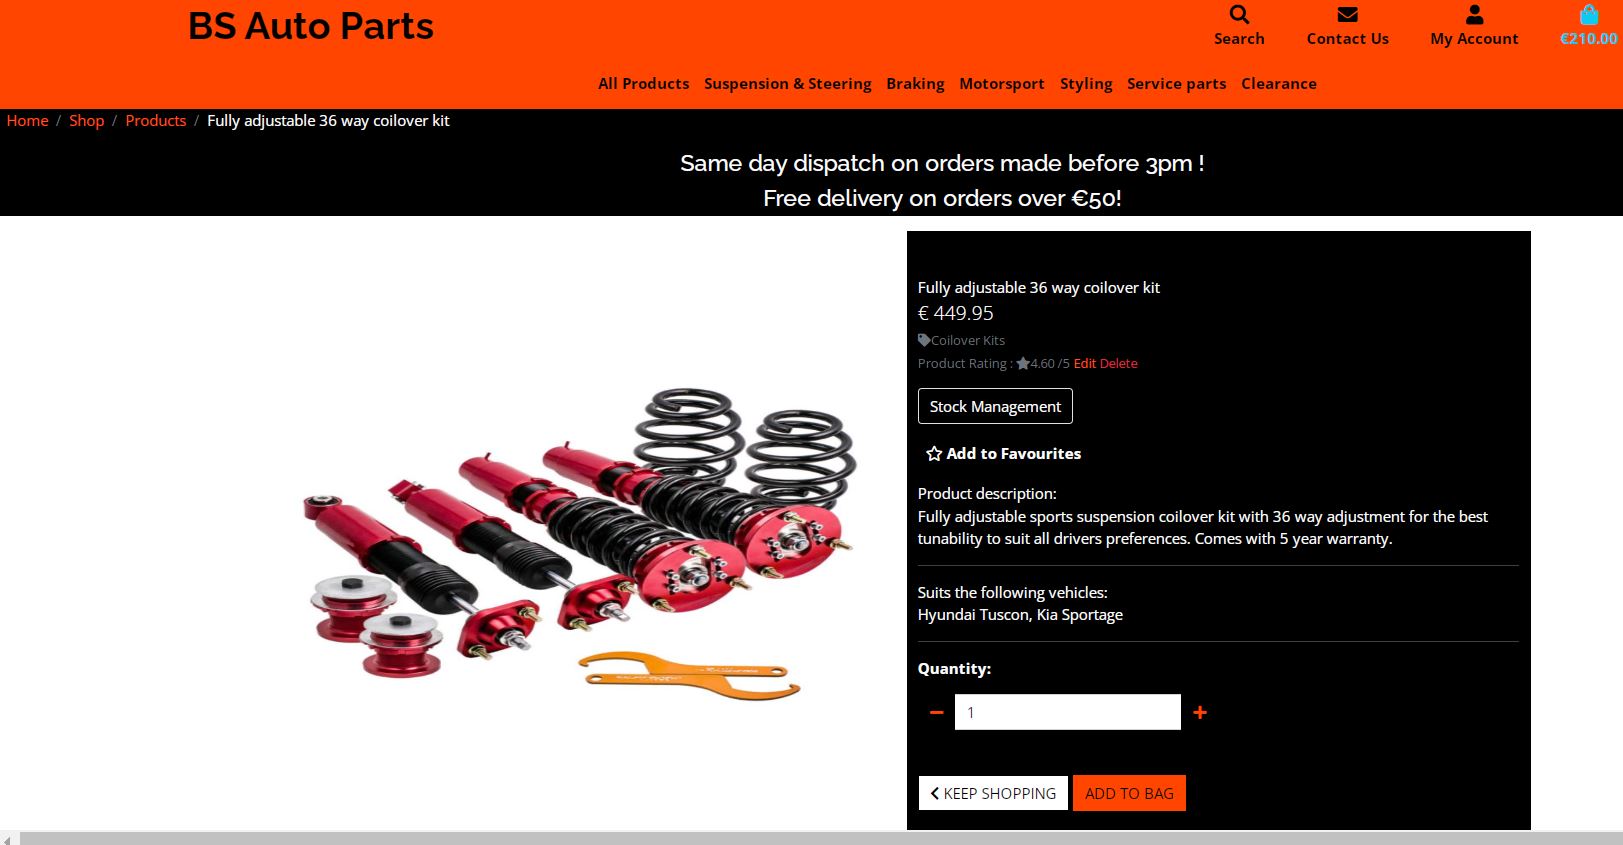 BS Auto Parts
Search
Contact Us
My Account
€210.00
All Products Suspension & Steering Braking Motorsport Styling Service parts Clearance
Home / Shop / Products / Fully adjustable 36 way coilover kit
Same day dispatch on orders made before 3pm !
Free delivery on orders over €50!
Fully adjustable 36 way coilover kit
€ 449.95
Coilover Kits
Product Rating : 4.60 /5 Edit Delete
Stock Management
Add to Favourites
Product description:
Fully adjustable sports suspension coilover kit with 36 way adjustment for the best
tunability to suit all drivers preferences. Comes with 5 year warranty.
Suits the following vehicles:
Hyundai Tuscon, Kia Sportage
Quantity:
1
KEEP SHOPPING ADD TO BAG